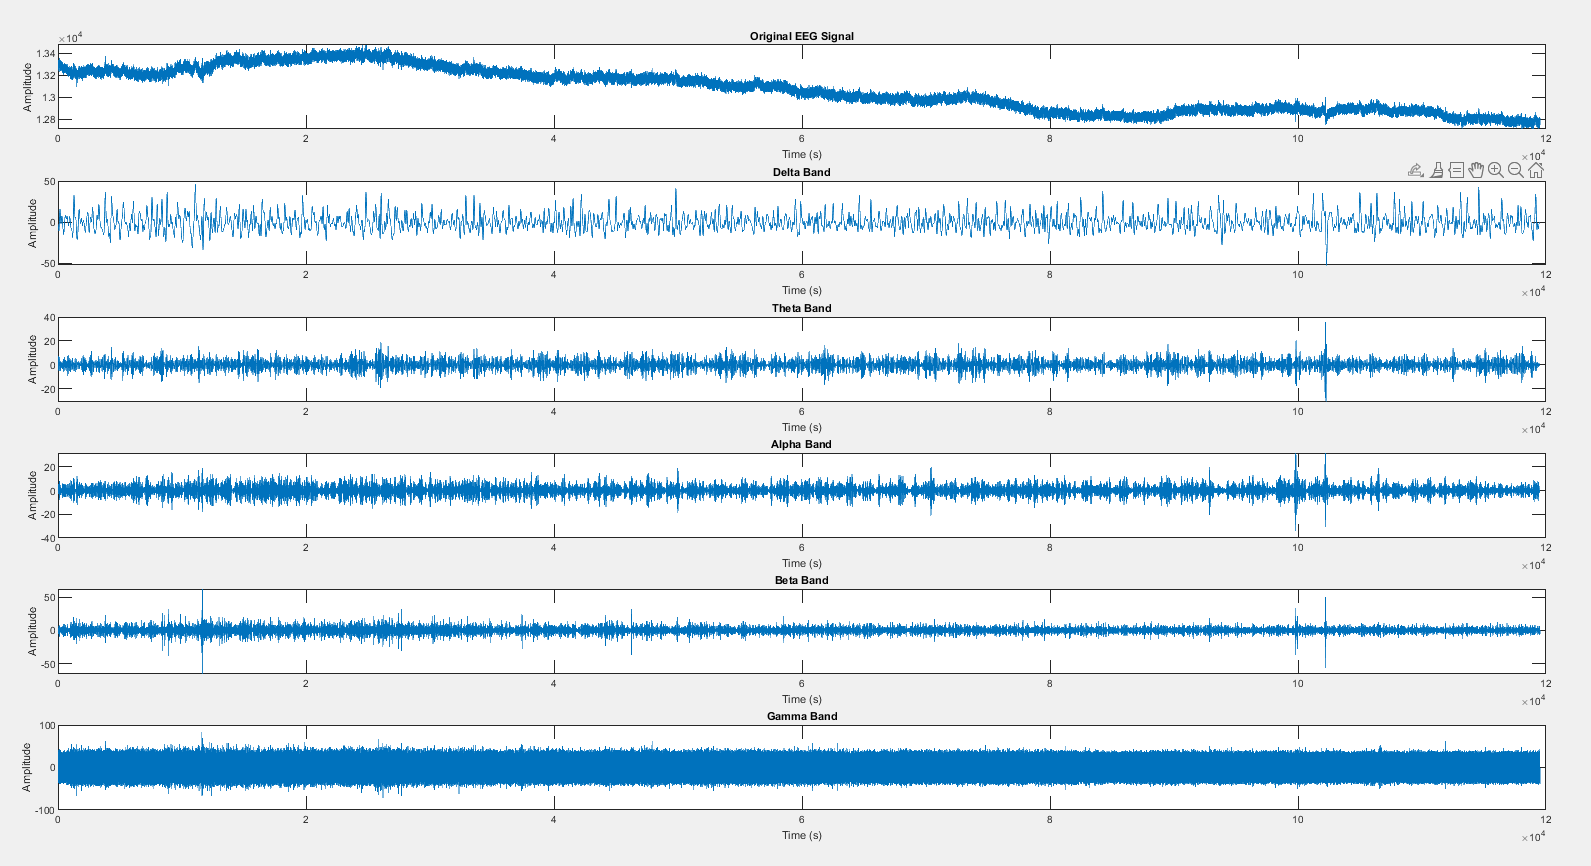 Original EEG Signal
×10⁴
1.34
1.32
1.3
1.28
Amplitude
0 2 4 6 8 10 12
Time (s)
×10⁴
Delta Band
50
0
-50
Amplitude
0 2 4 6 8 10 12
Time (s)
×10⁴
Theta Band
40
20
0
-20
Amplitude
0 2 4 6 8 10 12
Time (s)
×10⁴
Alpha Band
20
0
-20
-40
Amplitude
0 2 4 6 8 10 12
Time (s)
×10⁴
Beta Band
50
0
-50
Amplitude
0 2 4 6 8 10 12
Time (s)
×10⁴
Gamma Band
100
0
-100
Amplitude
0 2 4 6 8 10 12
Time (s)
×10⁴